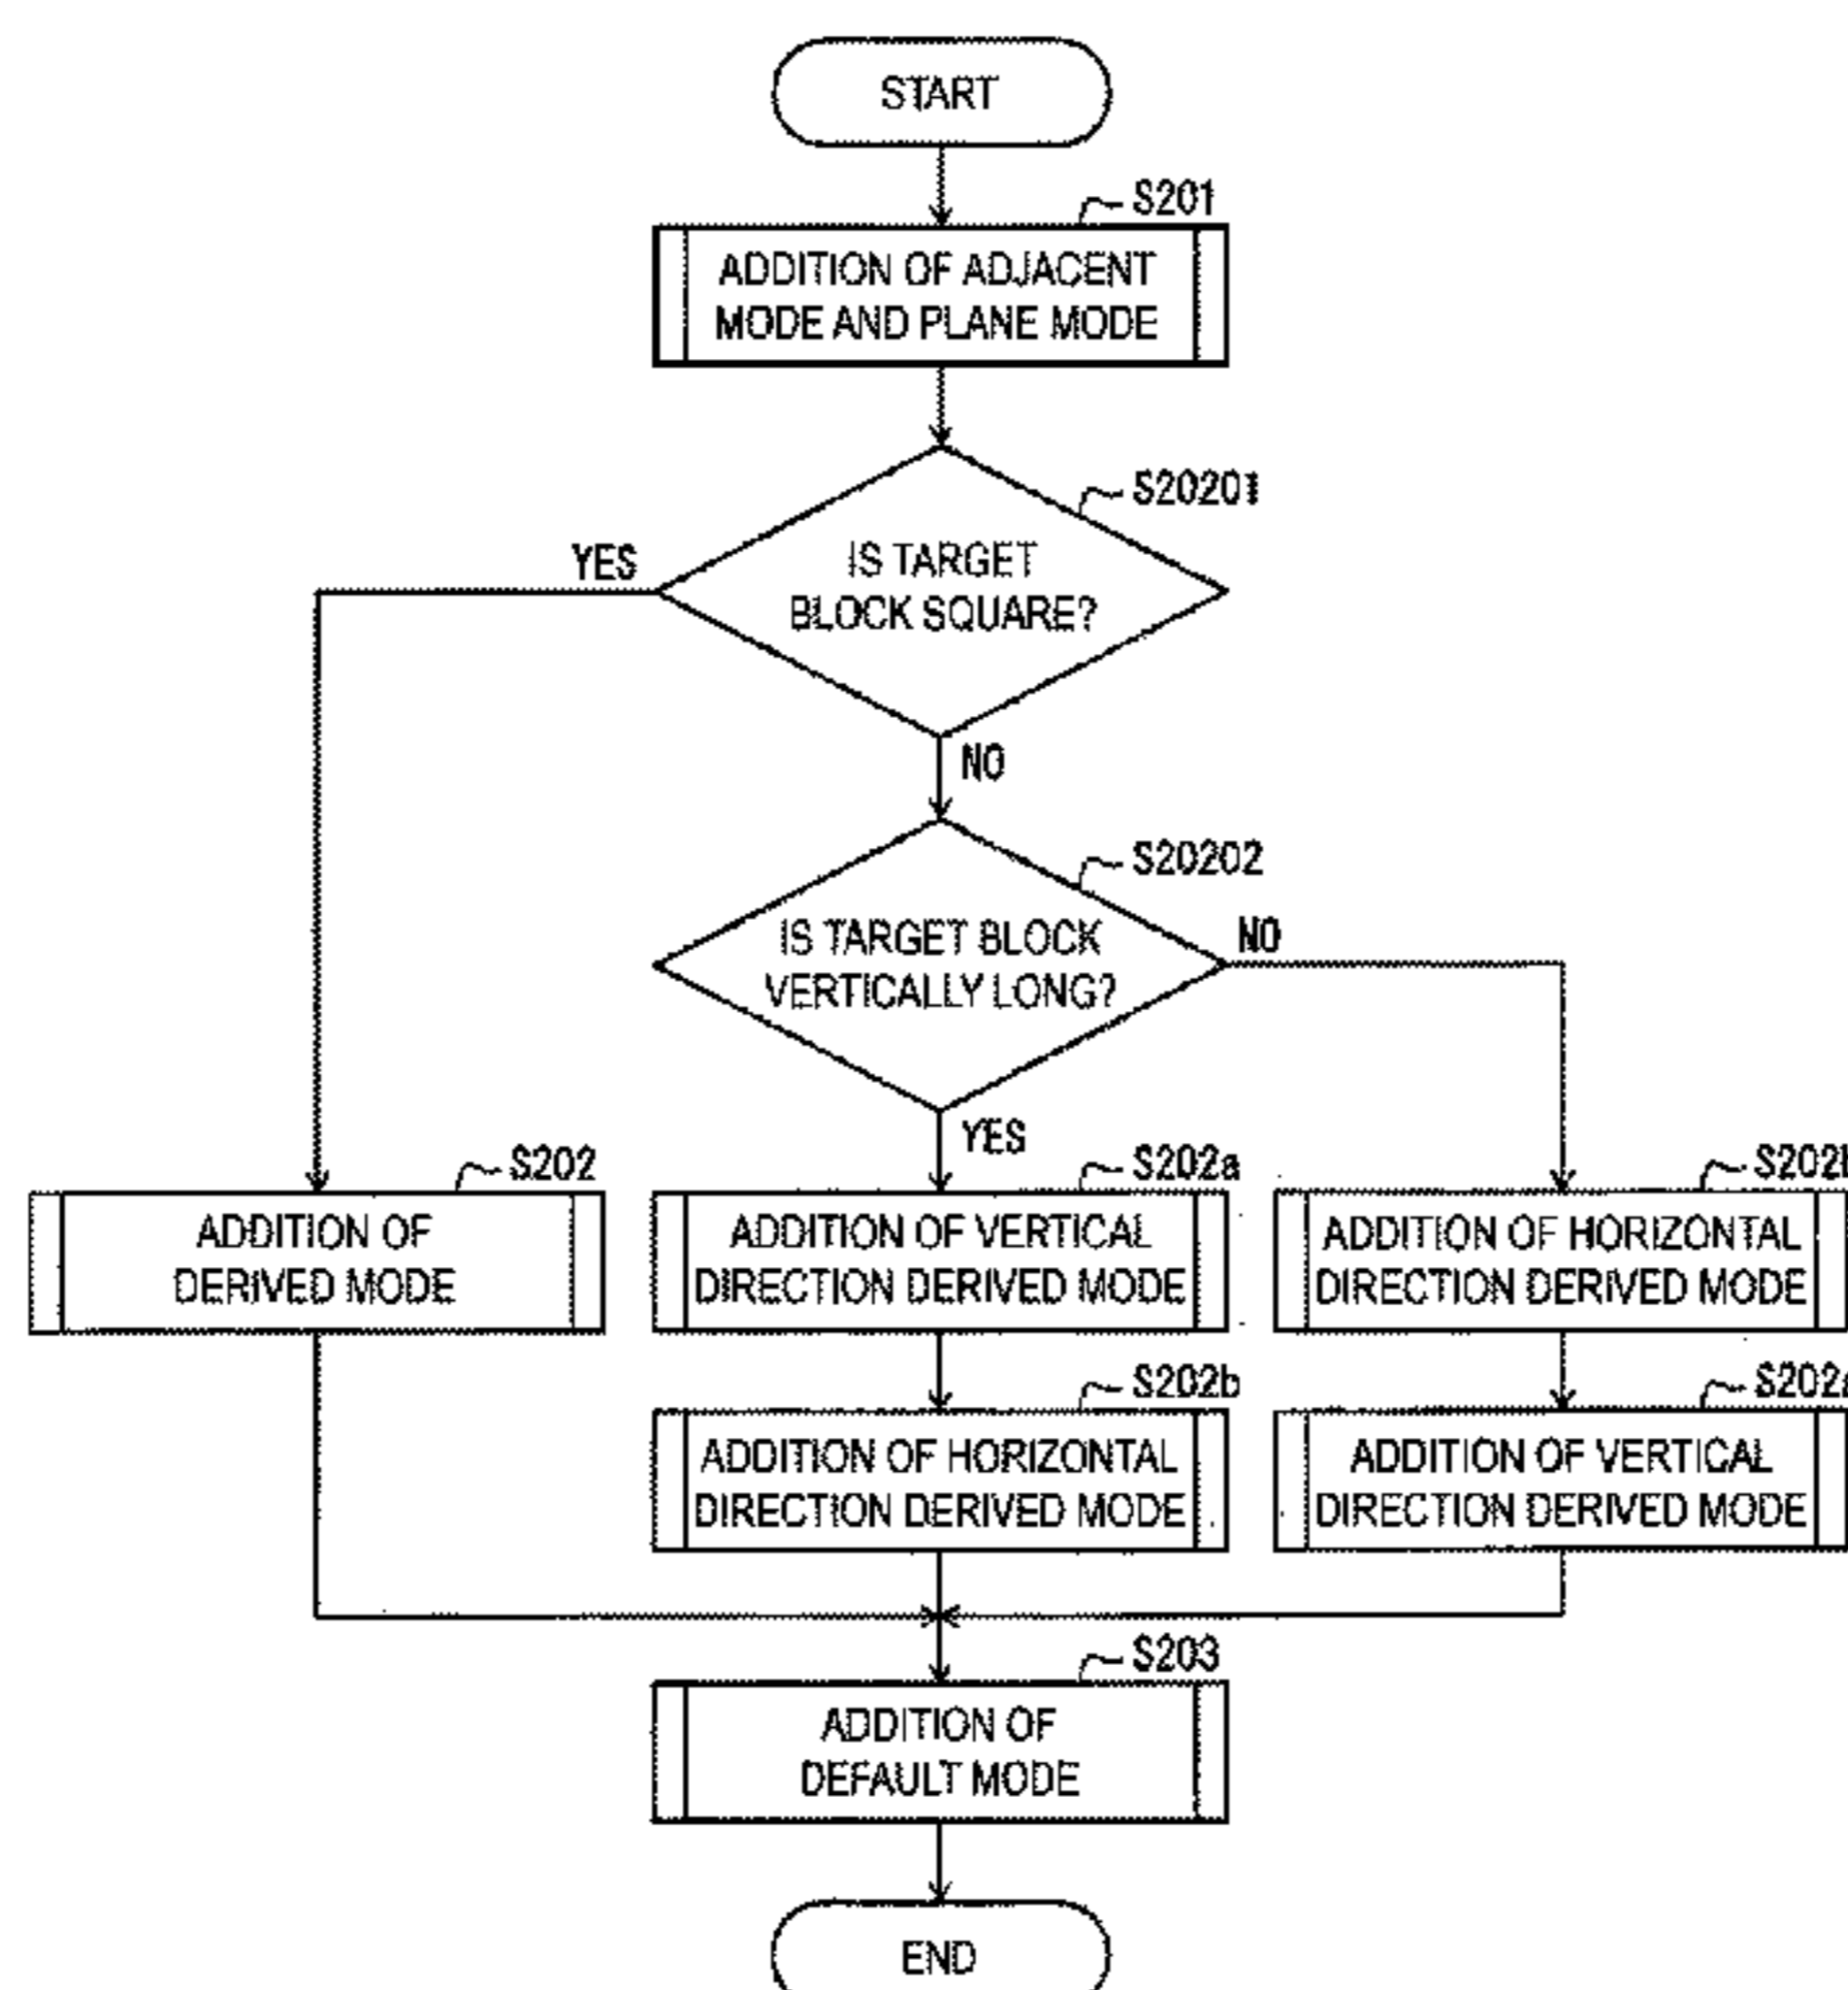 START
S201
ADDITION OF ADJACENT
MODE AND PLANE MODE
S20201
IS TARGET
BLOCK SQUARE?
YES
NO
S20202
IS TARGET BLOCK
VERTICALLY LONG?
NO
YES
S202
ADDITION OF
DERIVED MODE
S202a
ADDITION OF VERTICAL
DIRECTION DERIVED MODE
ADDITION OF HORIZONTAL
DIRECTION DERIVED MODE
S202b
ADDITION OF HORIZONTAL
DIRECTION DERIVED MODE
ADDITION OF VERTICAL
DIRECTION DERIVED MODE
S203
ADDITION OF
DEFAULT MODE
END